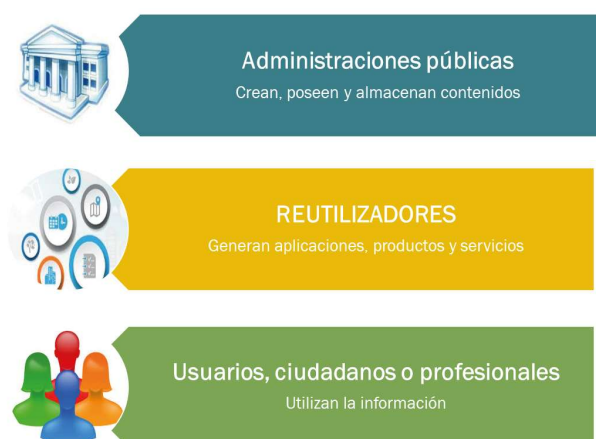 Administraciones públicas
Crean, poseen y almacenan contenidos
REUTILIZADORES
Generan aplicaciones, productos y servicios
Usuarios, ciudadanos o profesionales
Utilizan la información